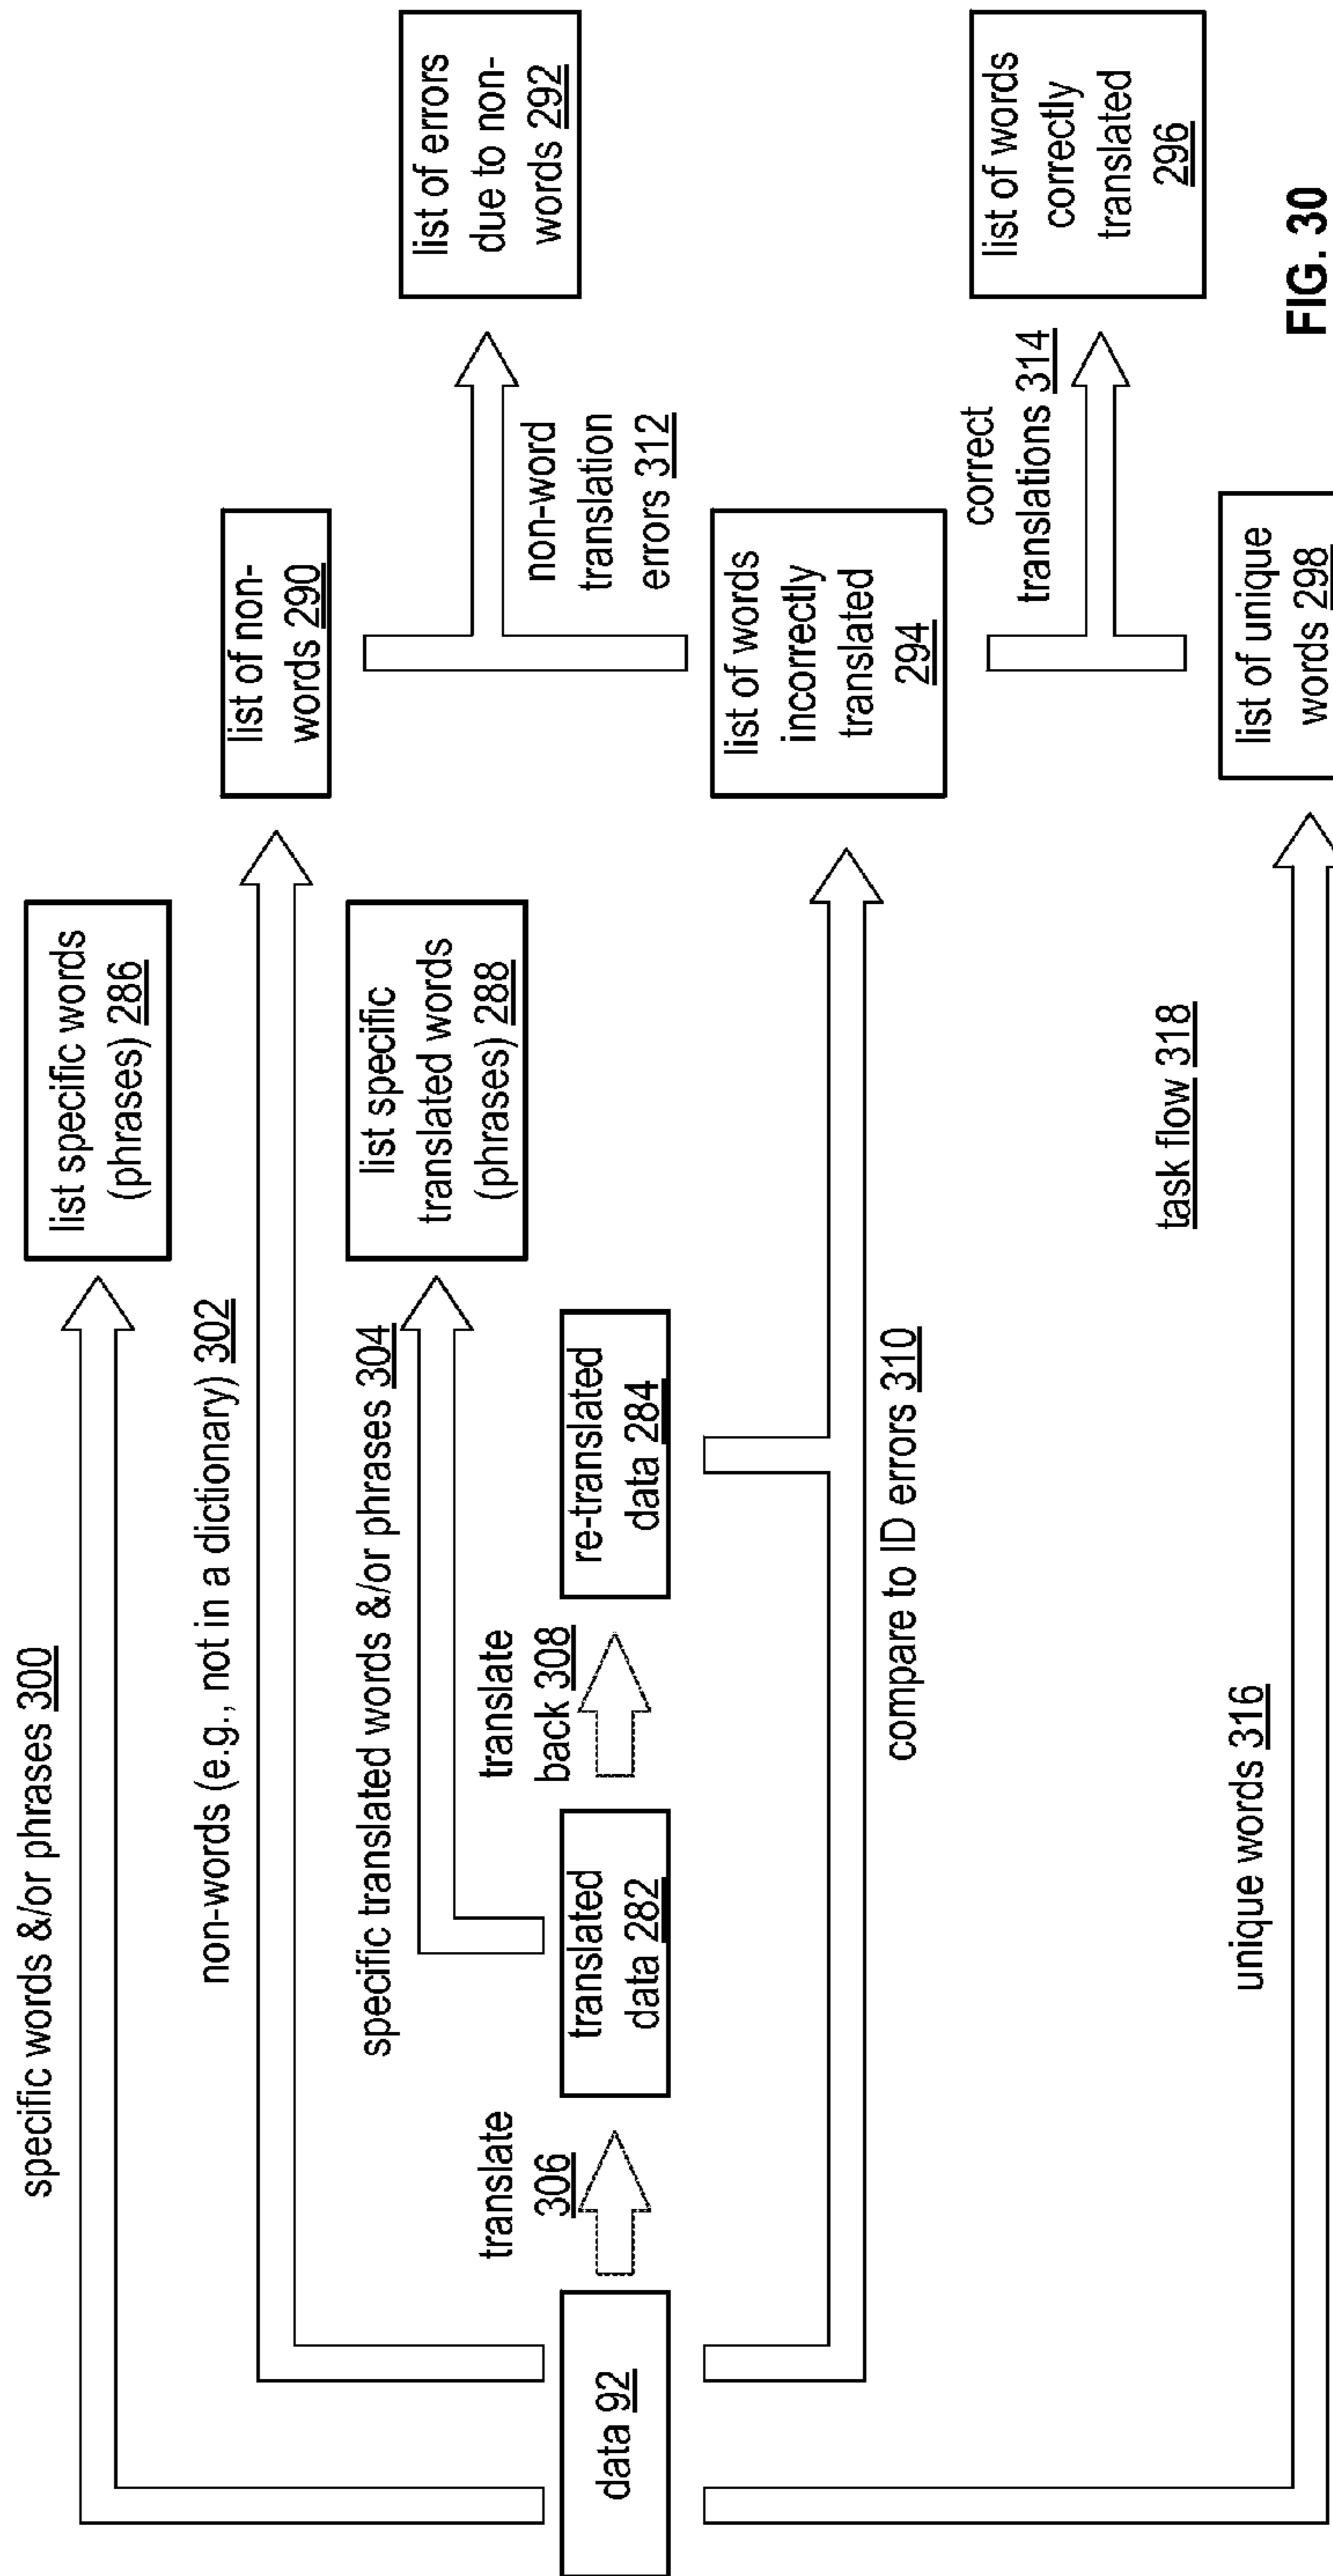 specific words &/or phrases 300
list specific words
(phrases) 286
non-words (e.g., not in a dictionary) 302
list of non-
words 290
list of errors
due to non-
words 292
specific translated words &/or phrases 304
list specific
translated words
(phrases) 288
non-word
translation
errors 312
translate
306
translate
back 308
data 92
translated
data 282
re-translated
data 284
list of words
incorrectly
translated
294
compare to ID errors 310
correct
translations 314
list of words
correctly
translated
296
task flow 318
unique words 316
list of unique
words 298
FIG. 30